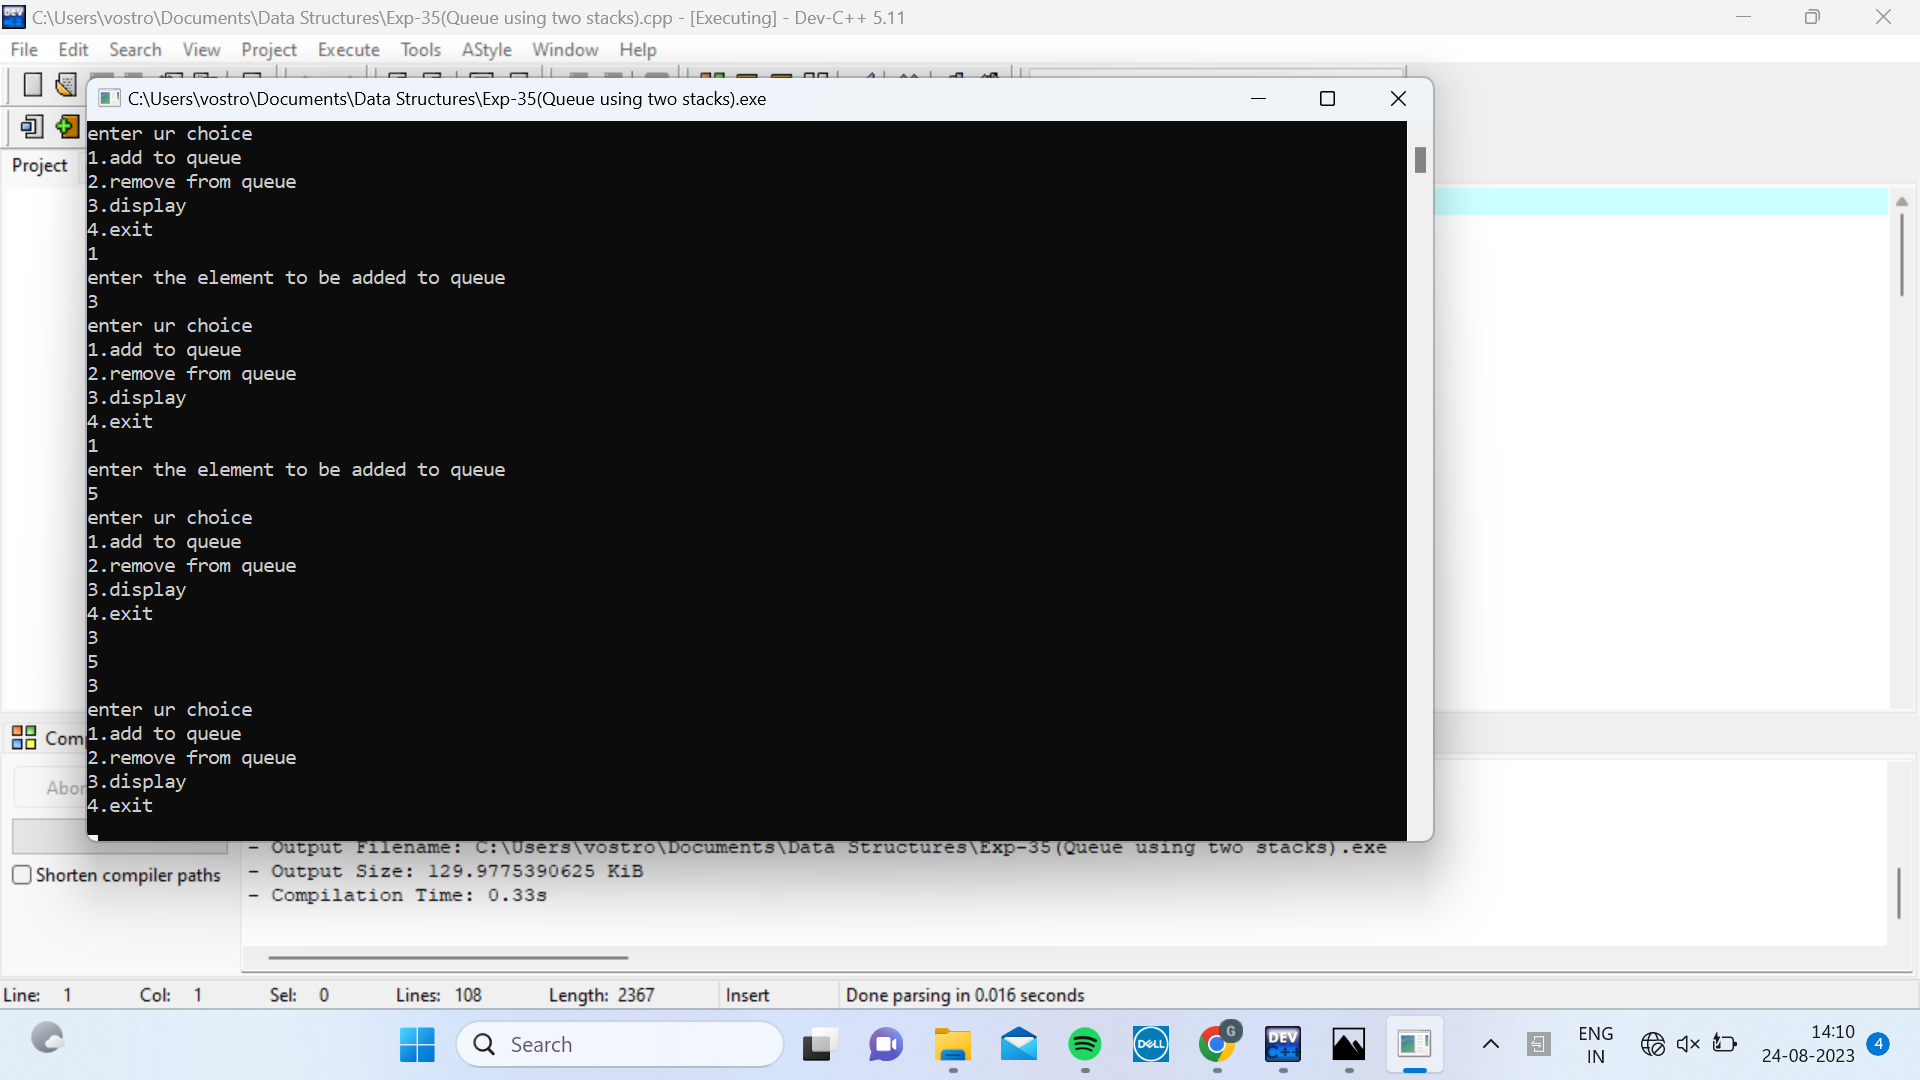 C:\Users\vostro\Documents\Data Structures\Exp-35(Queue using two stacks).cpp - [Executing] - Dev-C++ 5.11
File Edit Search View Project Execute Tools AStyle Window Help
C:\Users\vostro\Documents\Data Structures\Exp-35(Queue using two stacks).exe
Project
enter ur choice
1.add to queue
2.remove from queue
3.display
4.exit
1
enter the element to be added to queue
3
enter ur choice
1.add to queue
2.remove from queue
3.display
4.exit
1
enter the element to be added to queue
5
enter ur choice
1.add to queue
2.remove from queue
3.display
4.exit
3
5
3
enter ur choice
1.add to queue
2.remove from queue
3.display
4.exit
Com
Abor
Shorten compiler paths
- Output Filename: C:\Users\vostro\Documents\Data Structures\Exp-35(Queue using two stacks).exe
- Output Size: 129.9775390625 KiB
- Compilation Time: 0.33s
Line: 1 Col: 1 Sel: 0 Lines: 108 Length: 2367 Insert Done parsing in 0.016 seconds
Search
DELL
G
DEV C++
ENG
IN
14:10
24-08-2023
4